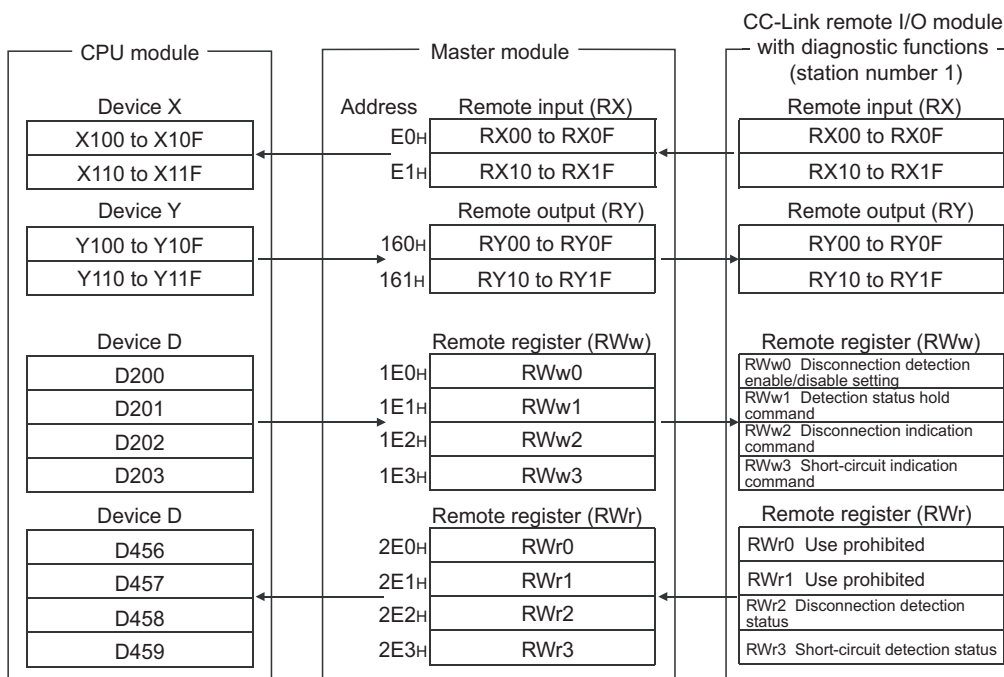 CPU module
Master module
CC-Link remote I/O module
with diagnostic functions
(station number 1)
Device X
Address
Remote input (RX)
Remote input (RX)
X100 to X10F
E0H
RX00 to RX0F
RX00 to RX0F
X110 to X11F
E1H
RX10 to RX1F
RX10 to RX1F
Device Y
Remote output (RY)
Remote output (RY)
Y100 to Y10F
160H
RY00 to RY0F
RY00 to RY0F
Y110 to Y11F
161H
RY10 to RY1F
RY10 to RY1F
Device D
Remote register (RWw)
Remote register (RWw)
D200
1E0H
RWw0
RWw0 Disconnection detection
enable/disable setting
D201
1E1H
RWw1
RWw1 Detection status hold
command
D202
1E2H
RWw2
RWw2 Disconnection indication
command
D203
1E3H
RWw3
RWw3 Short-circuit indication
command
Device D
Remote register (RWr)
Remote register (RWr)
D456
2E0H
RWr0
RWr0 Use prohibited
D457
2E1H
RWr1
RWr1 Use prohibited
D458
2E2H
RWr2
RWr2 Disconnection detection
status
D459
2E3H
RWr3
RWr3 Short-circuit detection status